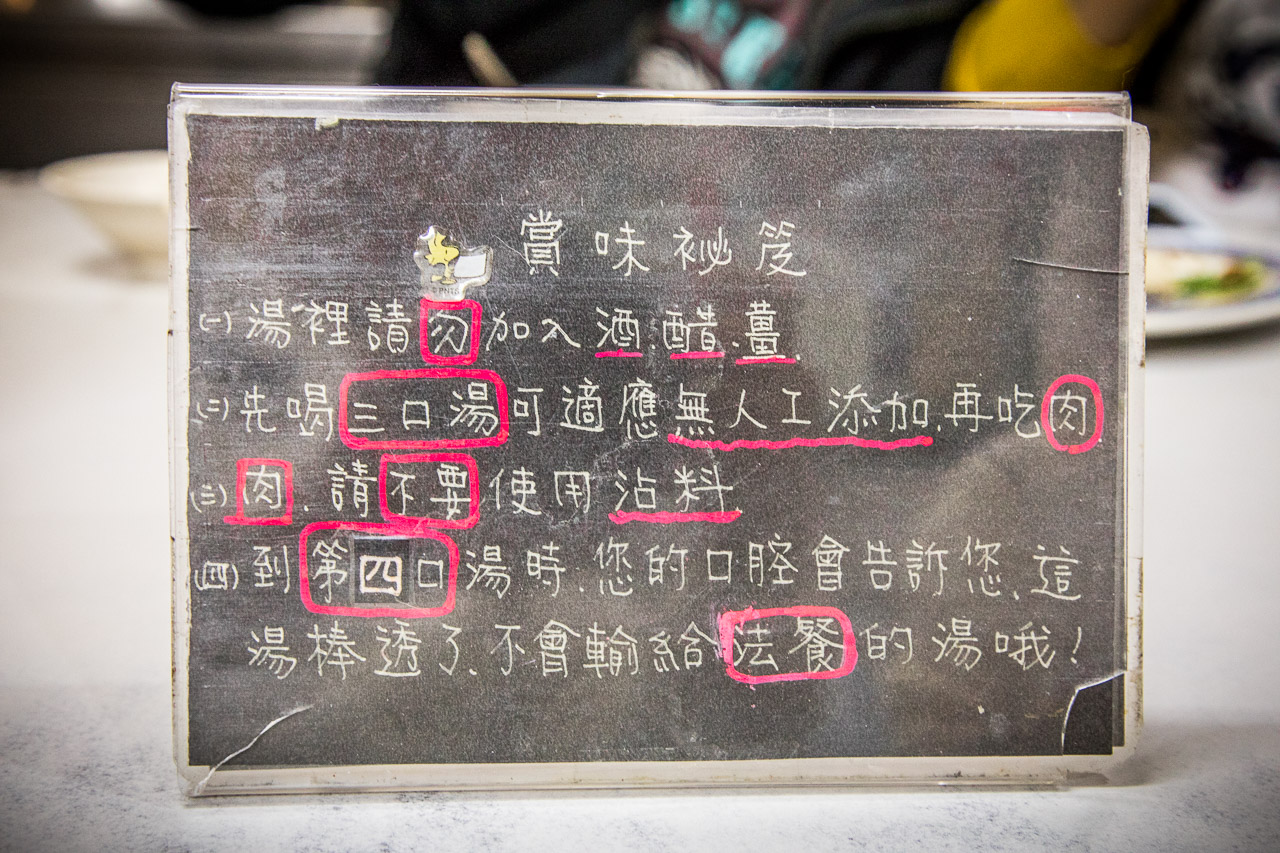 賞味祕笈
(一)湯裡請勿加入酒.醋.薑.
(二)先喝三口湯可適應無人工添加.再吃肉.
(三)肉.請不要使用沾料.
(四)到第四口湯時.您的口腔會告訴您.這
湯棒透了.不會輸給法餐的湯哦!